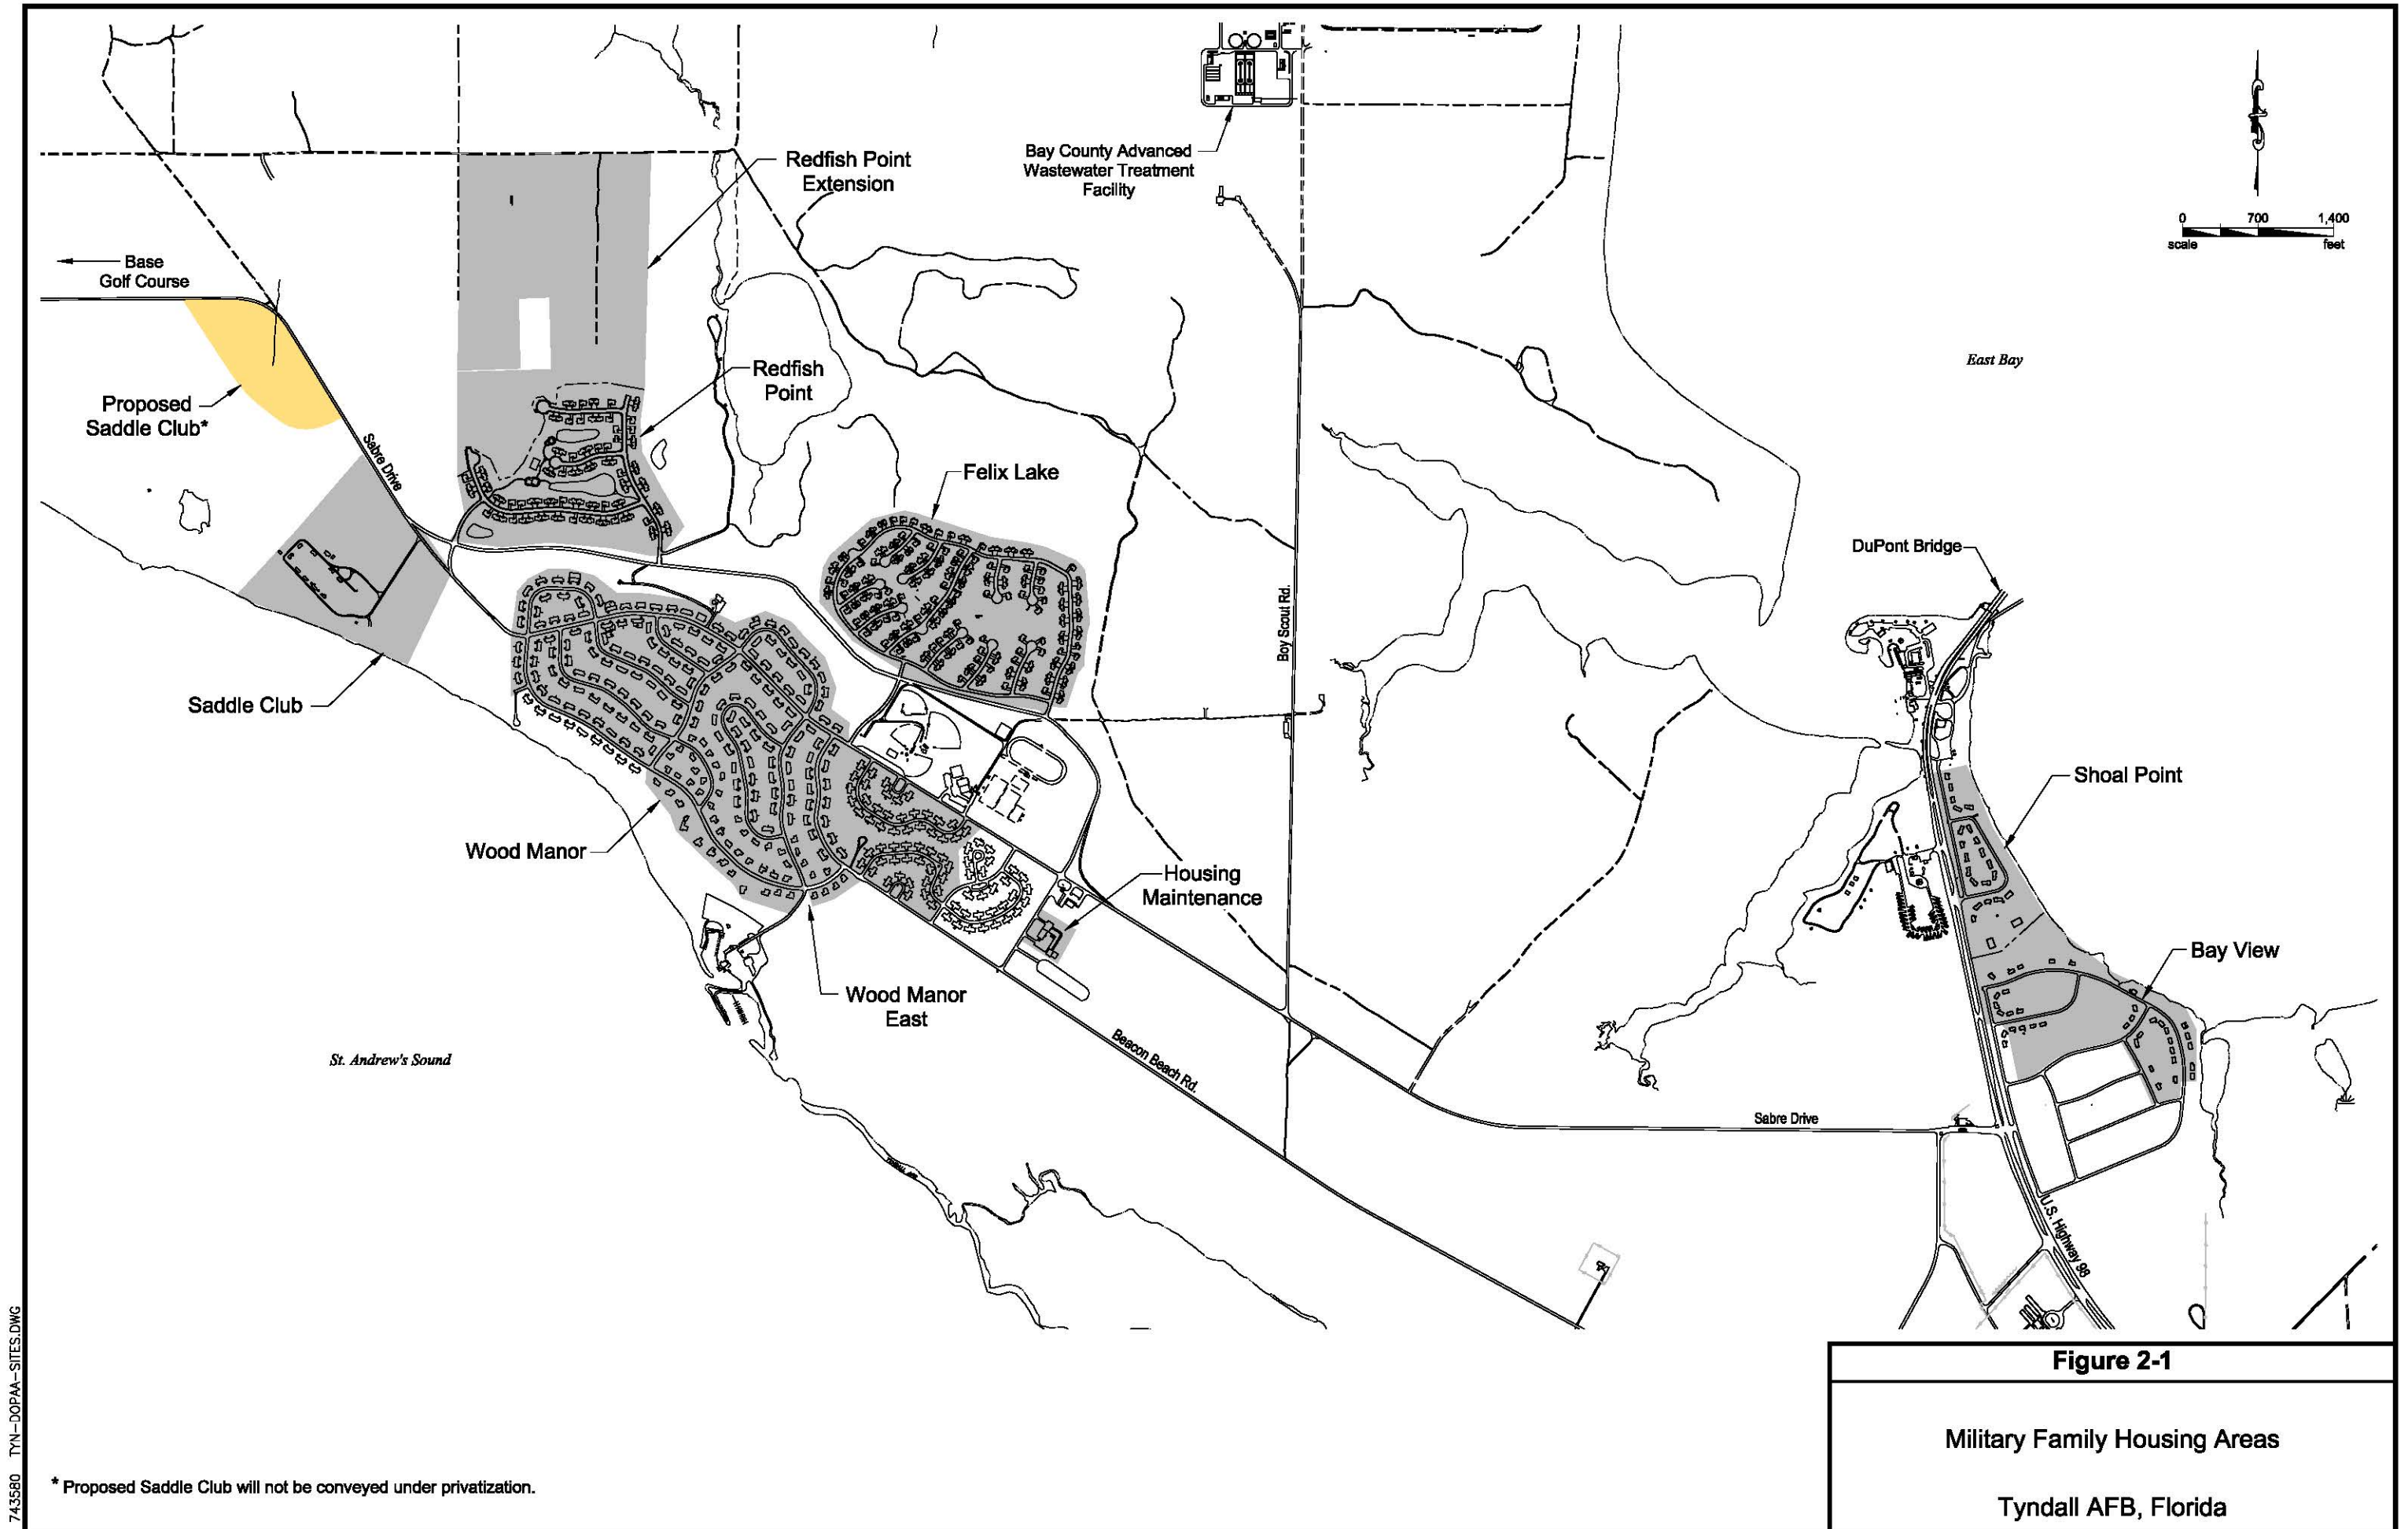 Bay County Advanced
Wastewater Treatment
Facility
Redfish Point
Extension
0 700 1,400
scale feet
Base
Golf Course
East Bay
Redfish
Point
Proposed
Saddle Club*
Sabre Drive
Felix Lake
DuPont Bridge
Boy Scout Rd.
Saddle Club
Shoal Point
Wood Manor
Housing
Maintenance
Bay View
Wood Manor
East
St. Andrew's Sound
Beacon Beach Rd.
Sabre Drive
U.S. Highway 98
Figure 2-1
Military Family Housing Areas
Tyndall AFB, Florida
* Proposed Saddle Club will not be conveyed under privatization.
743580 TYN-DOPAA-SITES.DWG